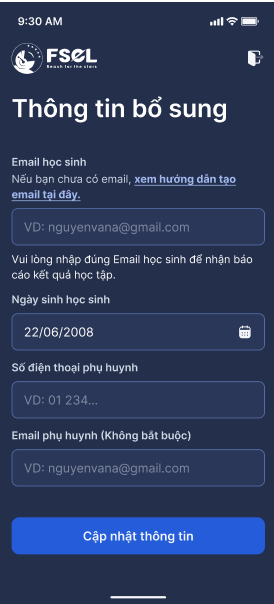 9:30 AM
FSEL
Reach for the stars
Thông tin bổ sung
Email học sinh
Nếu bạn chưa có email, xem hướng dẫn tạo
email tại đây.
VD: nguyenvana@gmail.com
Vui lòng nhập đúng Email học sinh để nhận báo
cáo kết quả học tập.
Ngày sinh học sinh
22/06/2008
Số điện thoại phụ huynh
VD: 01 234...
Email phụ huynh (Không bắt buộc)
VD: nguyenvana@gmail.com
Cập nhật thông tin